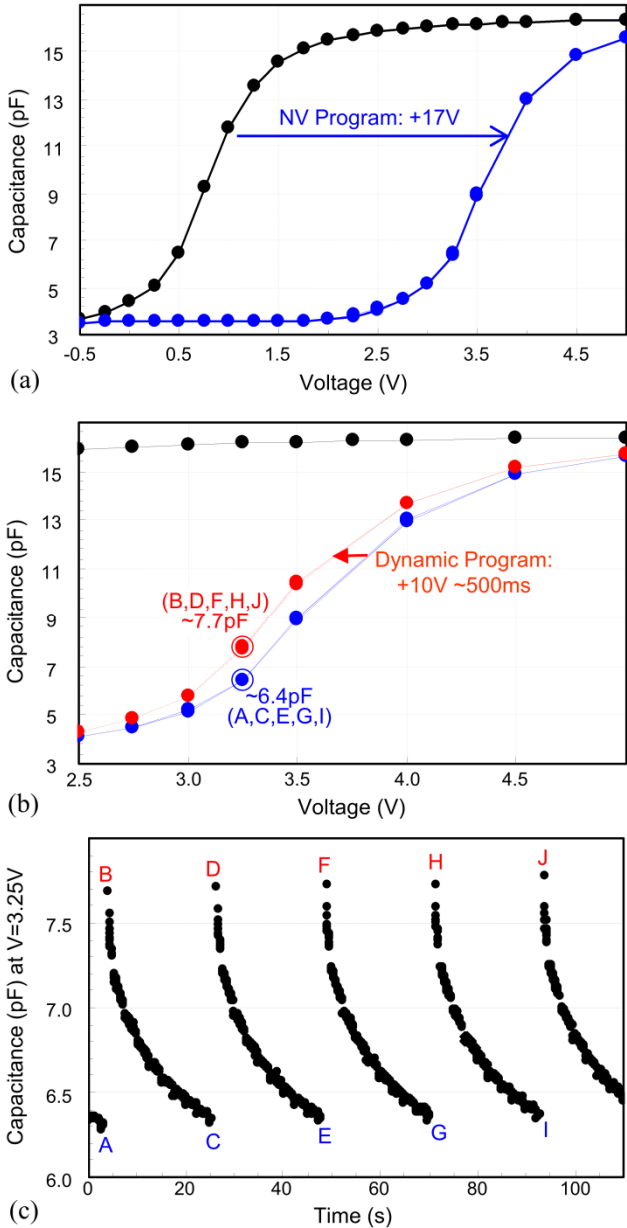 15
13
11
9
7
5
3
Capacitance (pF)
NV Program: +17V
-0.5
0.5
1.5
2.5
3.5
4.5
Voltage (V)
(a)
15
13
11
9
7
5
3
Capacitance (pF)
Dynamic Program:
+10V ~500ms
(B,D,F,H,J)
~7.7pF
~6.4pF
(A,C,E,G,I)
2.5
3.0
3.5
4.0
4.5
Voltage (V)
(b)
B
D
F
H
J
7.5
7.0
6.5
6.0
Capacitance (pF) at V=3.25V
A
C
E
G
I
0
20
40
60
80
100
Time (s)
(c)